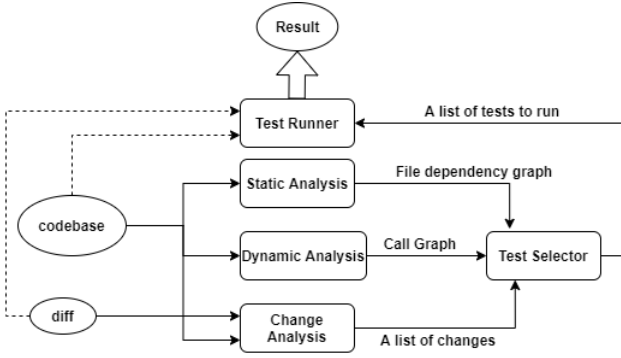 Result
Test Runner
A list of tests to run
Static Analysis
File dependency graph
codebase
Dynamic Analysis
Call Graph
Test Selector
diff
Change
Analysis
A list of changes